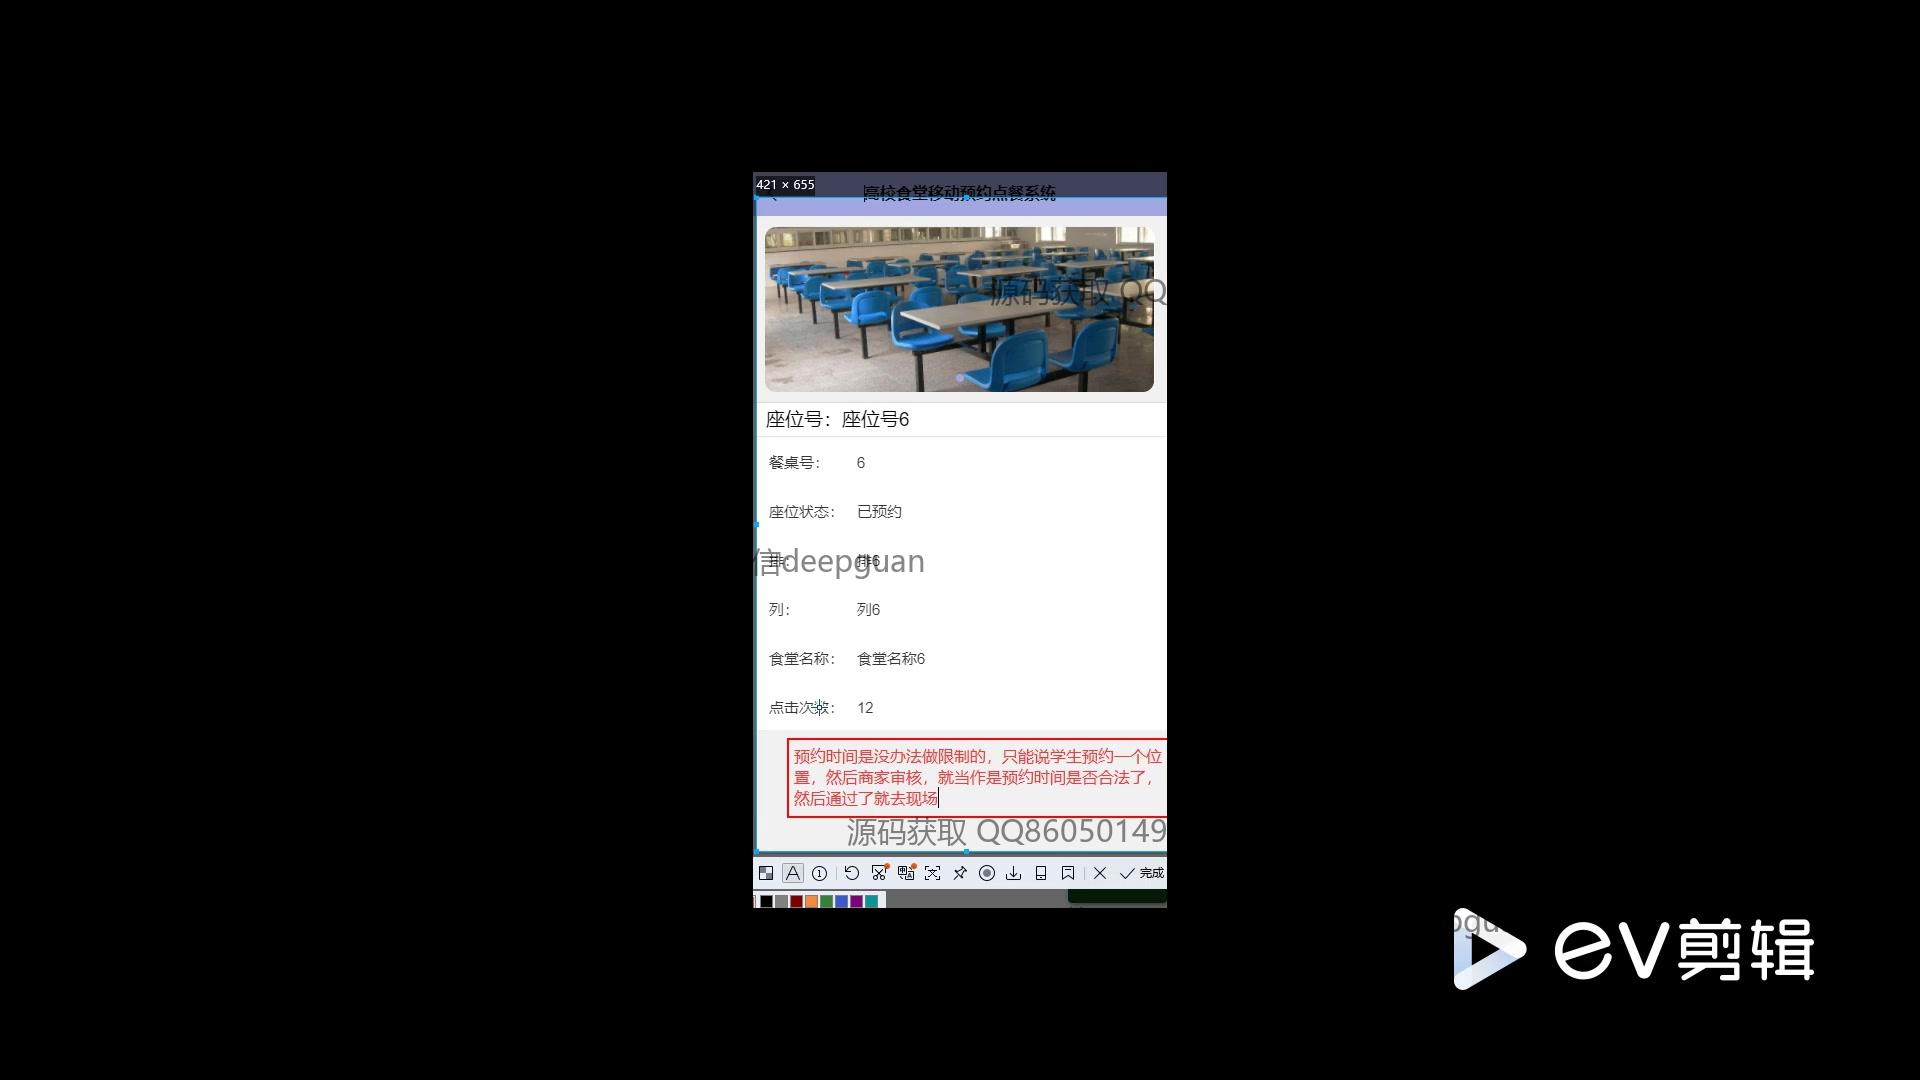 421 × 655
高校食堂移动预约点餐系统
源码获取 QQ
座位号：座位号6
餐桌号： 6
座位状态： 已预约
信deepguan
排： 排6
列： 列6
食堂名称： 食堂名称6
点击次数： 12
预约时间是没办法做限制的，只能说学生预约一个位
置，然后商家审核，就当作是预约时间是否合法了，
然后通过了就去现场
源码获取 QQ86050149
完成
pgu
ev剪辑